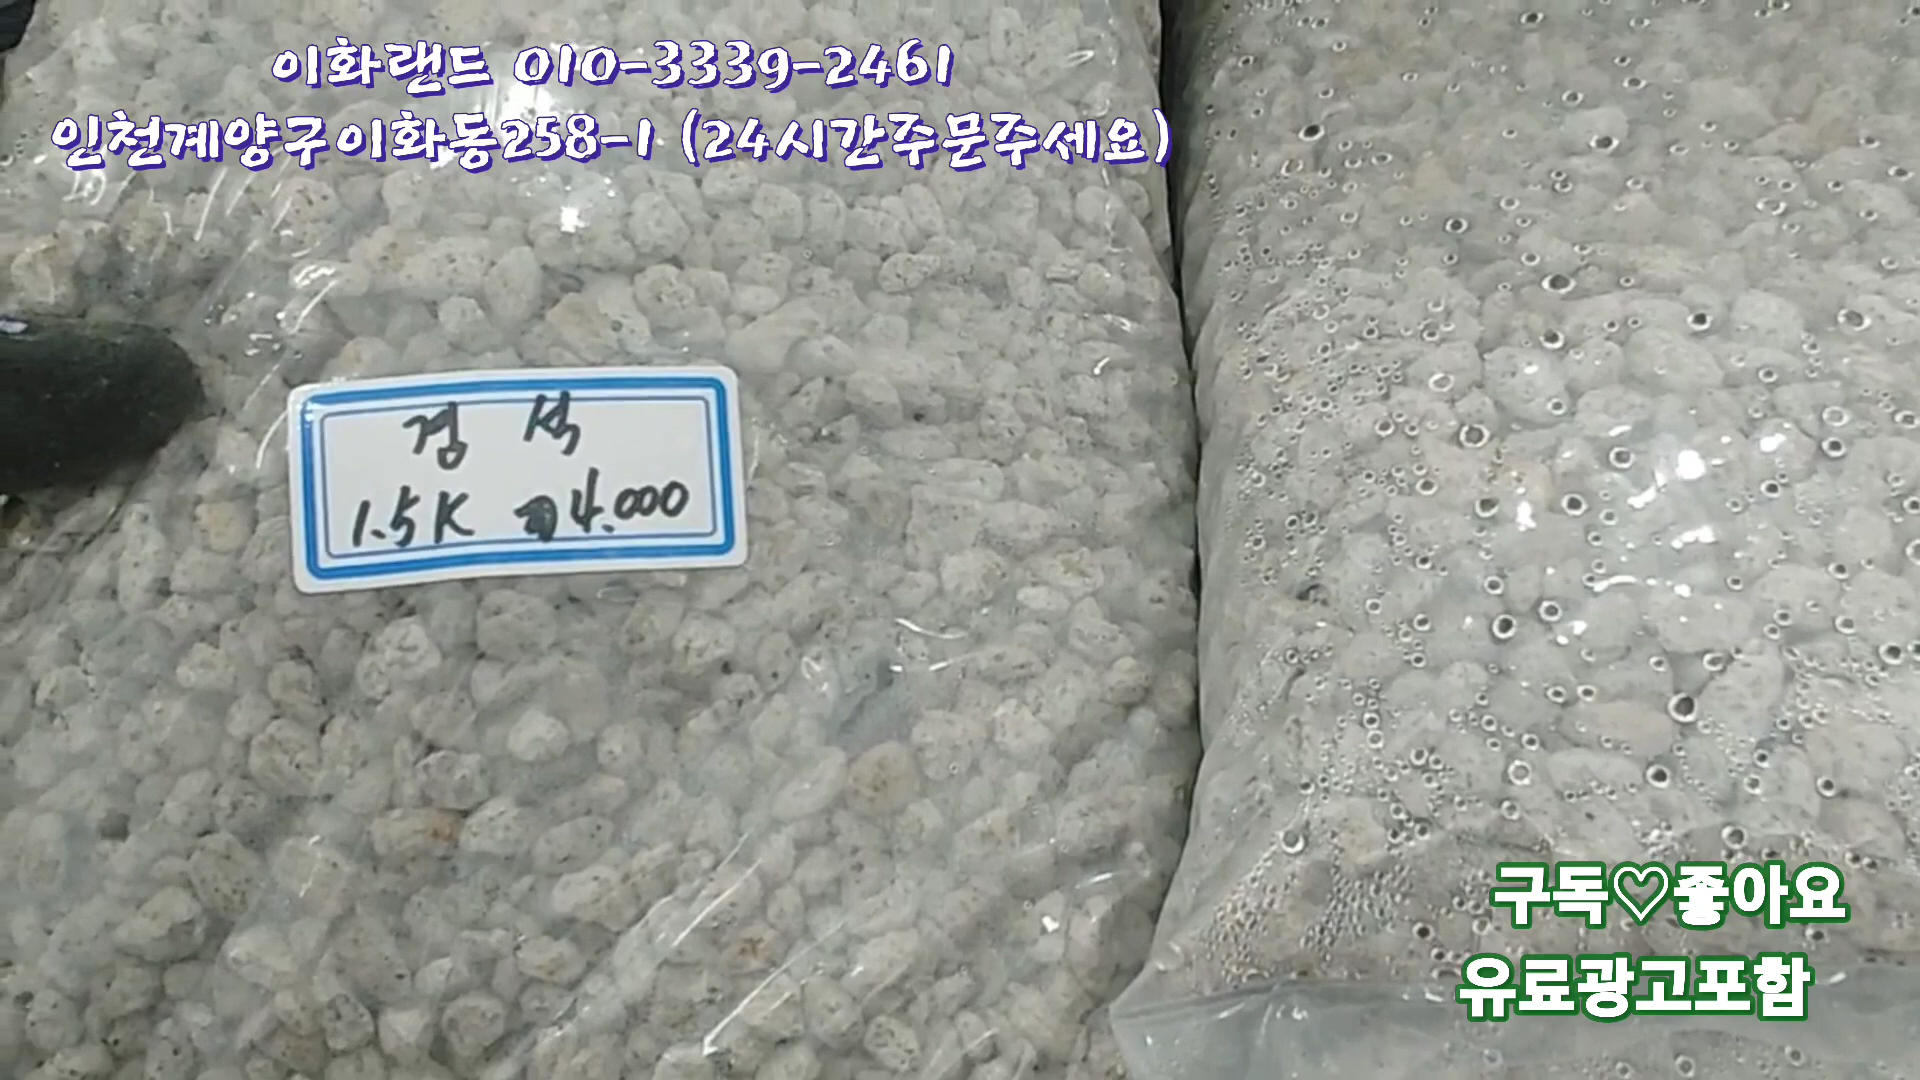 이화랜드 010-3339-2461
인천계양구이화동258-1 (24시간주문주세요)
경 석
1.5K 4.000
구독♡좋아요
유료광고포함